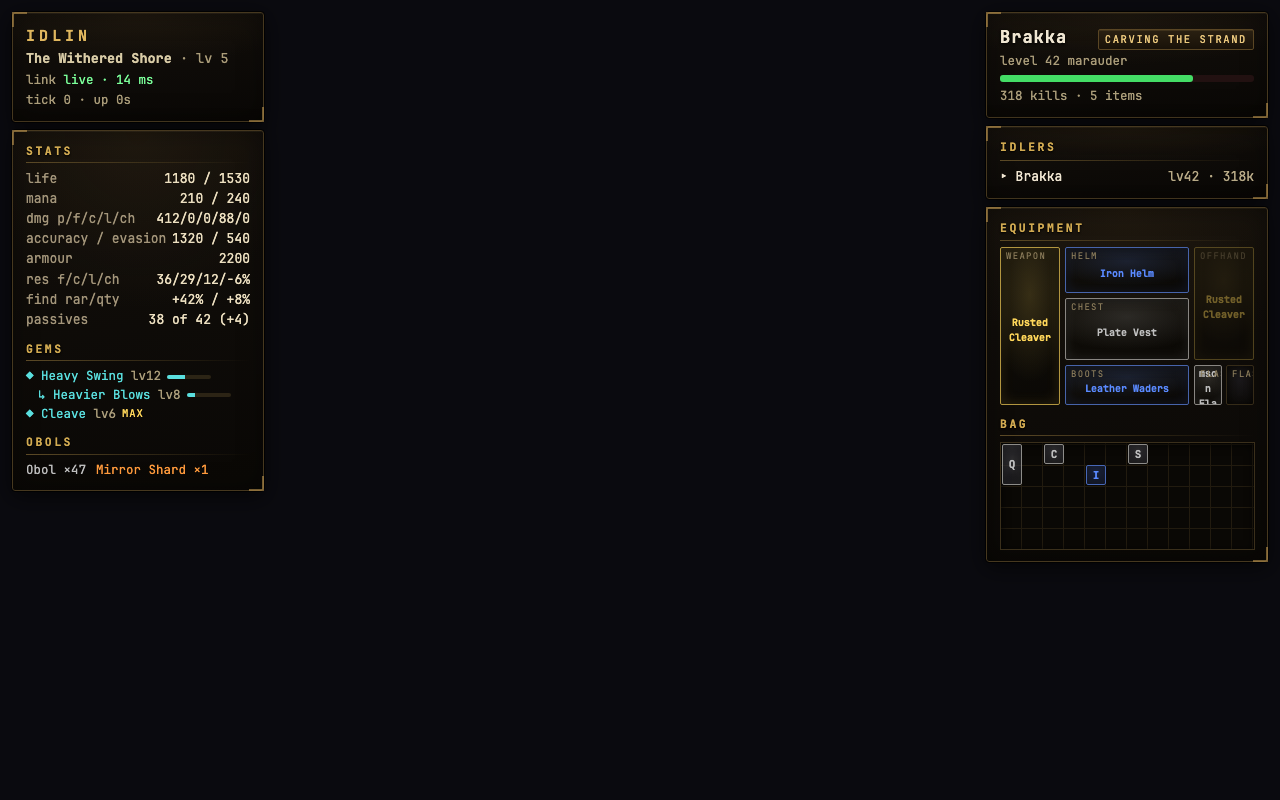 IDLIN
The Withered Shore · lv 5
link live · 14 ms
tick 0 · up 0s
STATS
life 1180 / 1530
mana 210 / 240
dmg p/f/c/l/ch 412/0/0/88/0
accuracy / evasion 1320 / 540
armour 2200
res f/c/l/ch 36/29/12/-6%
find rar/qty +42% / +8%
passives 38 of 42 (+4)
GEMS
◆ Heavy Swing lv12
↳ Heavier Blows lv8
◆ Cleave lv6 MAX
OBOLS
Obol ×47 Mirror Shard ×1
Brakka CARVING THE STRAND
level 42 marauder
318 kills · 5 items
IDLERS
▸ Brakka lv42 · 318k
EQUIPMENT
WEAPON
Rusted
Cleaver
HELM
Iron Helm
OFFHAND
Rusted
Cleaver
CHEST
Plate Vest
BOOTS
Leather Waders
FLA
BAG
Q C S
I